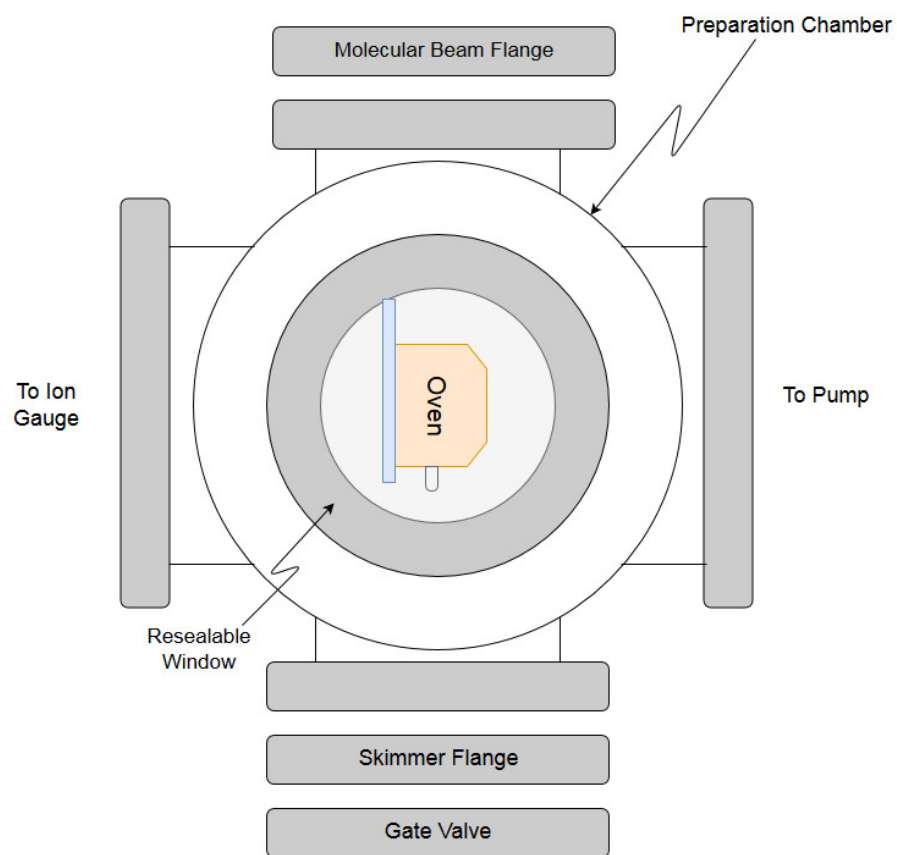 Molecular Beam Flange
Preparation Chamber
To Ion
Gauge
Oven
To Pump
Resealable
Window
Skimmer Flange
Gate Valve